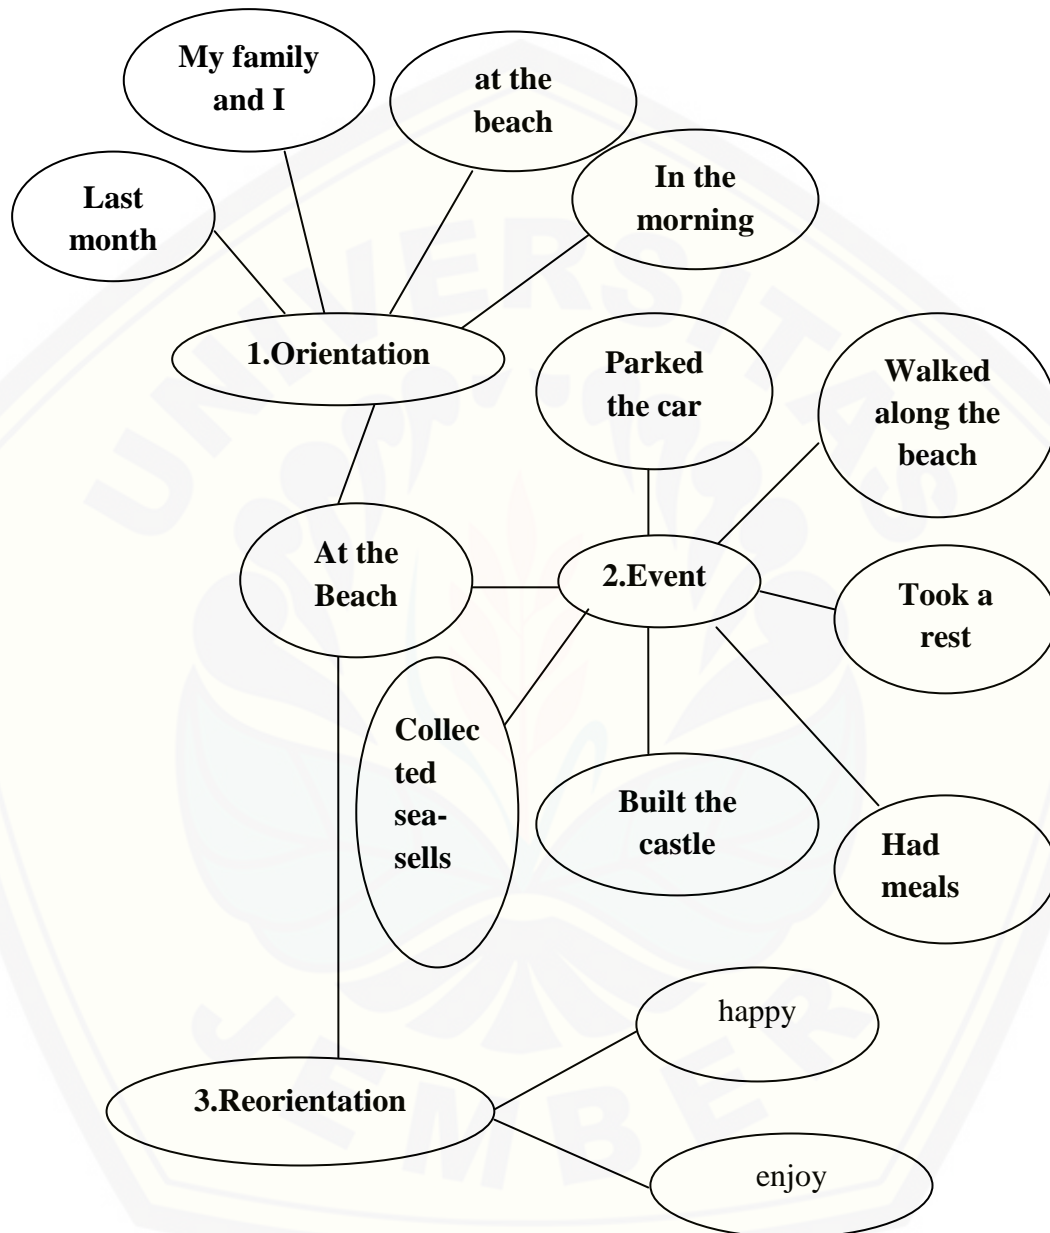 My family
and I
at the
beach
Last
month
In the
morning
1.Orientation
Parked
the car
Walked
along the
beach
At the
Beach
2.Event
Took a
rest
Collec
ted
sea-
sells
Built the
castle
Had
meals
happy
3.Reorientation
enjoy
UNIVERSITAS
JEMBER